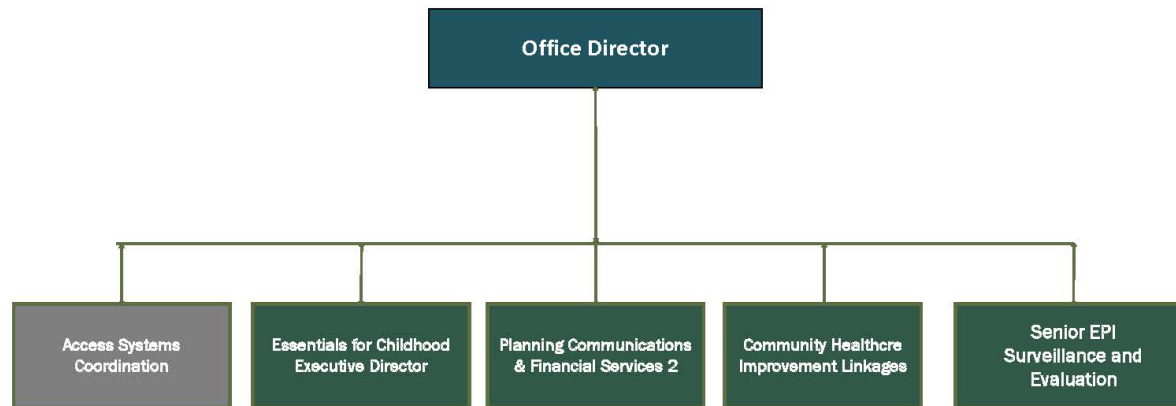 Office Director
Access Systems
Coordination
Essentials for Childhood
Executive Director
Planning Communications
& Financial Services 2
Community Healthcre
Improvement Linkages
Senior EPI
Surveillance and
Evaluation